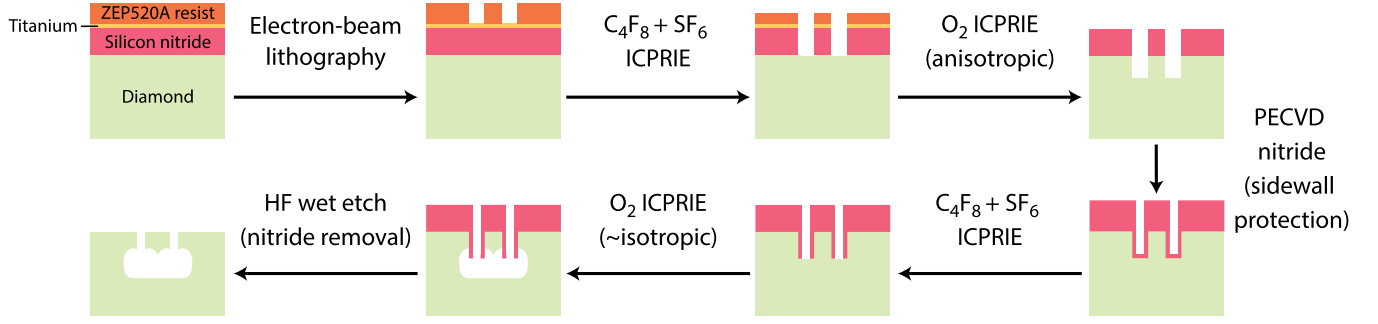 ZEP520A resist
Titanium
Silicon nitride
Diamond
Electron-beam
lithography
C4F8 + SF6
ICPRIE
O2 ICPRIE
(anisotropic)
PECVD
nitride
(sidewall
protection)
C4F8 + SF6
ICPRIE
O2 ICPRIE
(~isotropic)
HF wet etch
(nitride removal)